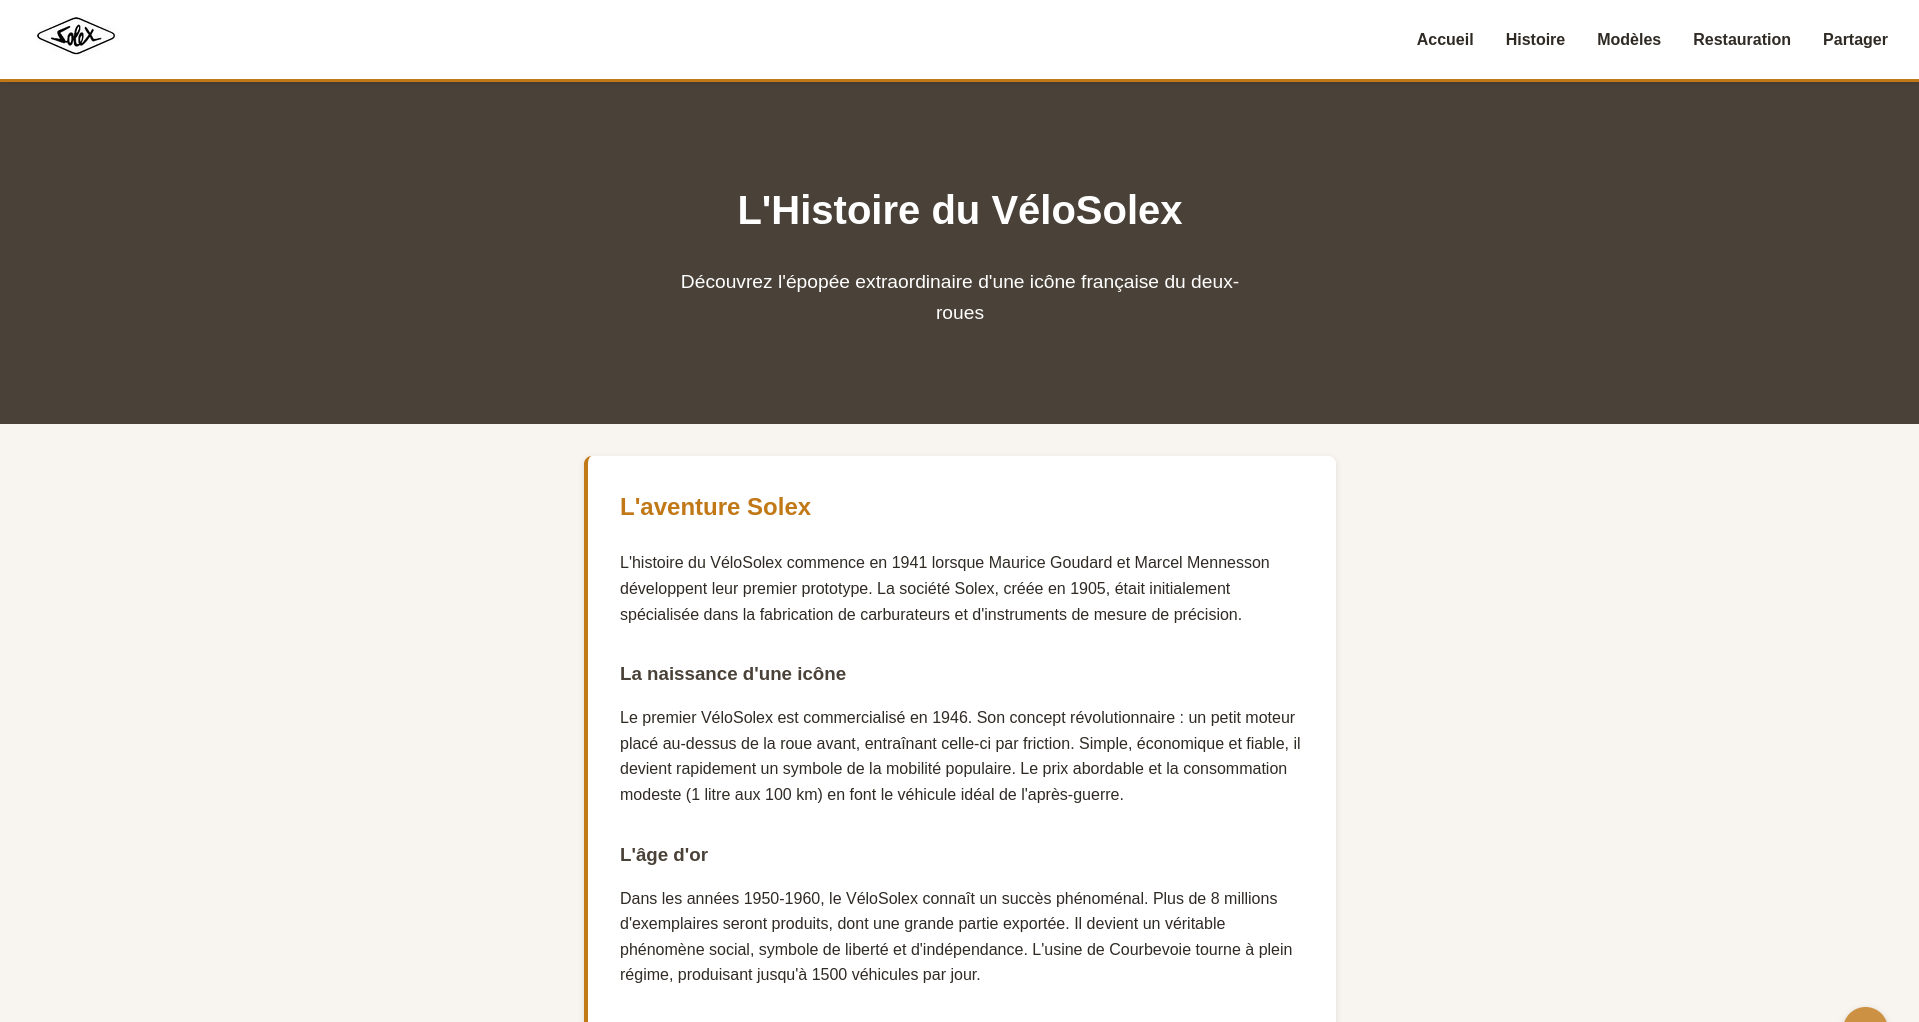 Solex
Accueil
Histoire
Modèles
Restauration
Partager
L'Histoire du VéloSolex
Découvrez l'épopée extraordinaire d'une icône française du deux-
roues
L'aventure Solex
L'histoire du VéloSolex commence en 1941 lorsque Maurice Goudard et Marcel Mennesson
développent leur premier prototype. La société Solex, créée en 1905, était initialement
spécialisée dans la fabrication de carburateurs et d'instruments de mesure de précision.
La naissance d'une icône
Le premier VéloSolex est commercialisé en 1946. Son concept révolutionnaire : un petit moteur
placé au-dessus de la roue avant, entraînant celle-ci par friction. Simple, économique et fiable, il
devient rapidement un symbole de la mobilité populaire. Le prix abordable et la consommation
modeste (1 litre aux 100 km) en font le véhicule idéal de l'après-guerre.
L'âge d'or
Dans les années 1950-1960, le VéloSolex connaît un succès phénoménal. Plus de 8 millions
d'exemplaires seront produits, dont une grande partie exportée. Il devient un véritable
phénomène social, symbole de liberté et d'indépendance. L'usine de Courbevoie tourne à plein
régime, produisant jusqu'à 1500 véhicules par jour.